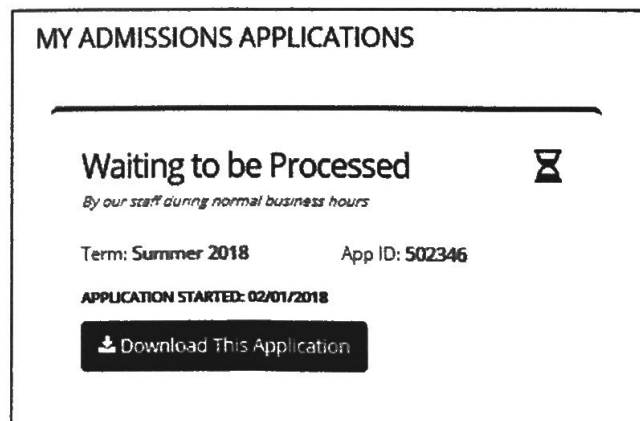 MY ADMISSIONS APPLICATIONS
Waiting to be Processed
By our staff during normal business hours
Term: Summer 2018 App ID: 502346
APPLICATION STARTED: 02/01/2018
Download This Application